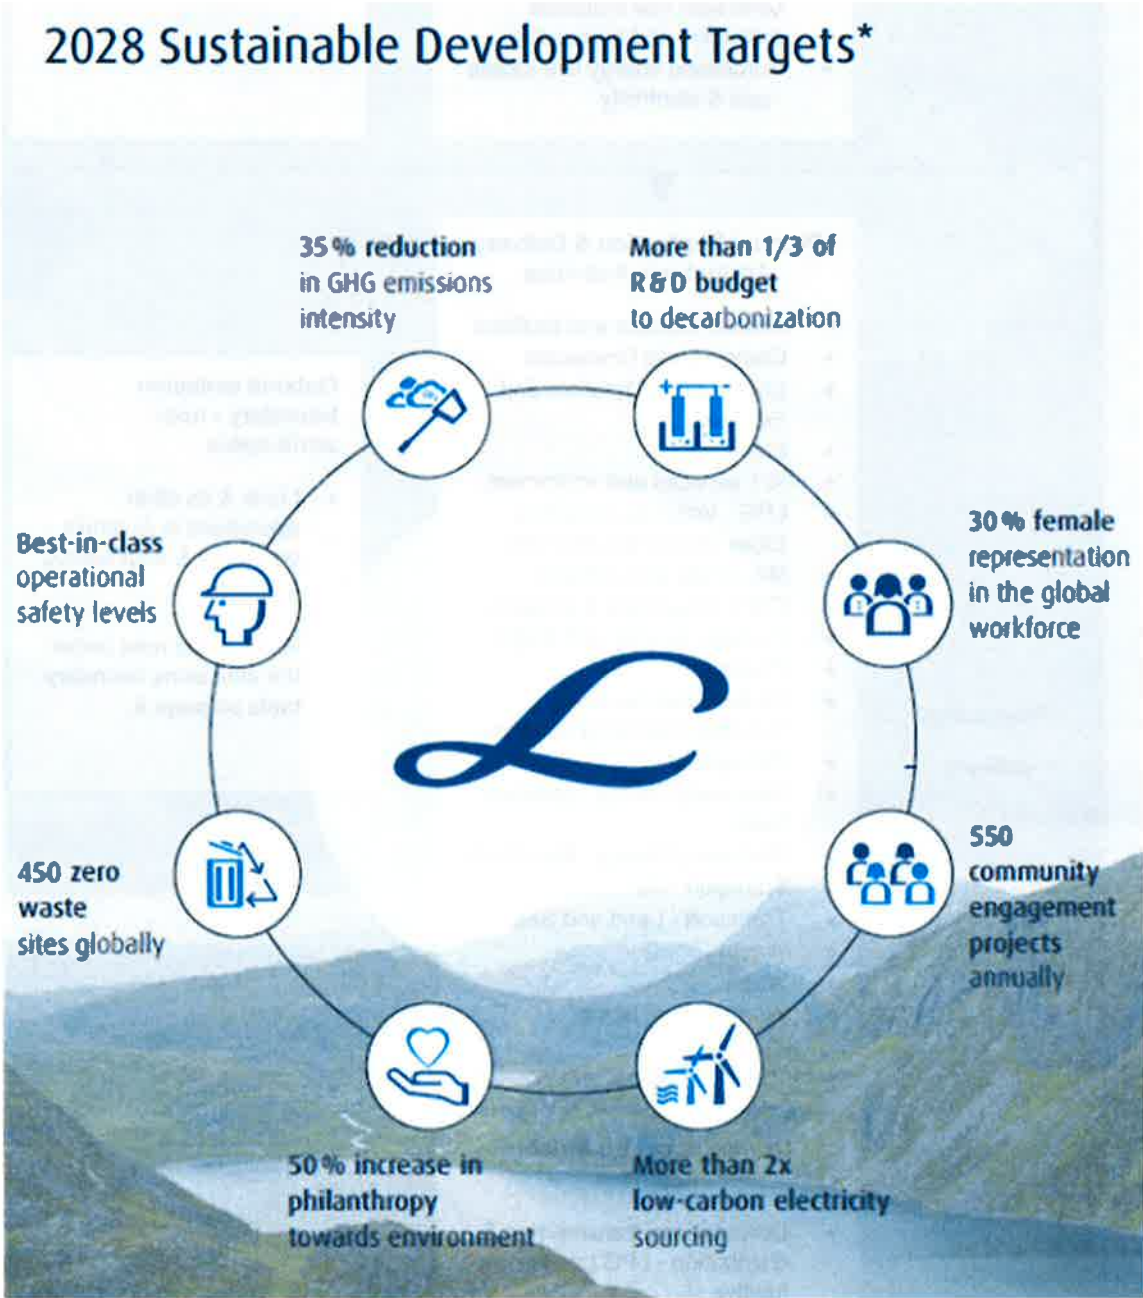 2028 Sustainable Development Targets*
35% reduction
in GHG emissions
intensity
More than 1/3 of
R&D budget
to decarbonization
Best-in-class
operational
safety levels
30% female
representation
in the global
workforce
450 zero
waste
sites globally
550
community
engagement
projects
annually
50% increase in
philanthropy
towards environment
More than 2x
low-carbon electricity
sourcing